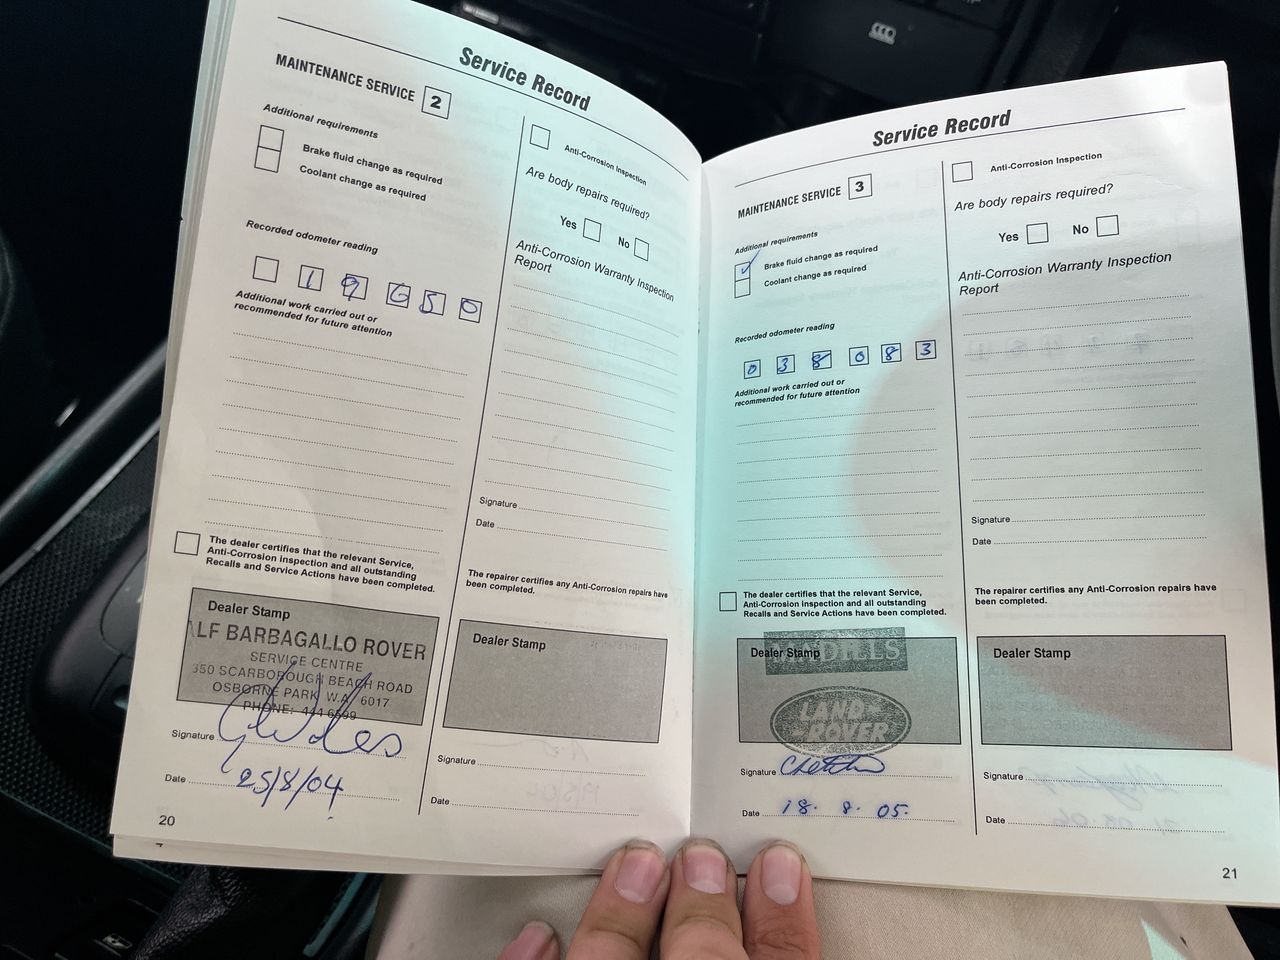 Service Record
MAINTENANCE SERVICE 2
Additional requirements
Brake fluid change as required
Coolant change as required
Recorded odometer reading
1 9 6 5 0
Additional work carried out or
recommended for future attention
The dealer certifies that the relevant Service,
Anti-Corrosion inspection and all outstanding
Recalls and Service Actions have been completed.
Dealer Stamp
ALF BARBAGALLO ROVER
SERVICE CENTRE
350 SCARBOROUGH BEACH ROAD
OSBORNE PARK W.A. 6017
PHONE: 444 6599
Signature
Date 25/8/04
20
Anti-Corrosion Inspection
Are body repairs required?
Yes No
Anti-Corrosion Warranty Inspection
Report
Signature
Date
The repairer certifies any Anti-Corrosion repairs have
been completed.
Dealer Stamp
Signature
Date
Service Record
MAINTENANCE SERVICE 3
Additional requirements
Brake fluid change as required
Coolant change as required
Recorded odometer reading
0 3 8 0 8 3
Additional work carried out or
recommended for future attention
The dealer certifies that the relevant Service,
Anti-Corrosion inspection and all outstanding
Recalls and Service Actions have been completed.
Dealer Stamp
LAND-
ROVER
Signature
Date 18. 8. 05.
Anti-Corrosion Inspection
Are body repairs required?
Yes No
Anti-Corrosion Warranty Inspection
Report
Signature
Date
The repairer certifies any Anti-Corrosion repairs have
been completed.
Dealer Stamp
Signature
Date
21